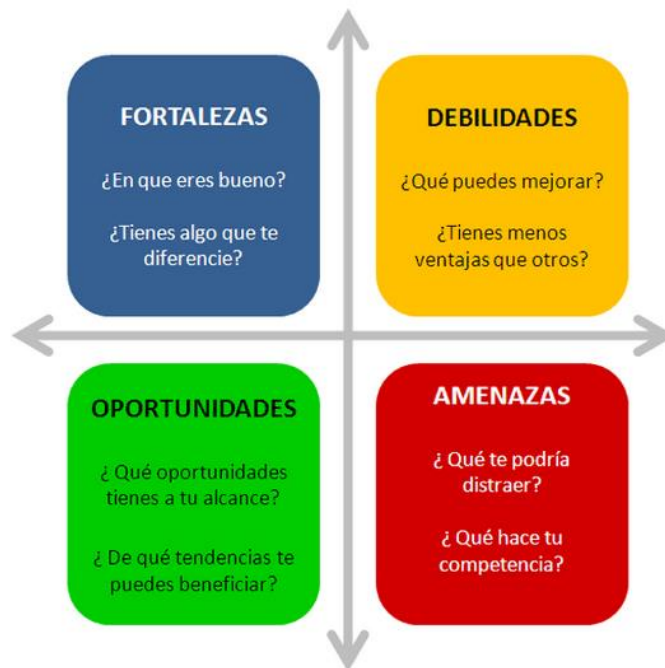 FORTALEZAS
¿En que eres bueno?
¿Tienes algo que te
diferencie?
DEBILIDADES
¿Qué puedes mejorar?
¿Tienes menos
ventajas que otros?
OPORTUNIDADES
¿ Qué oportunidades
tienes a tu alcance?
¿ De qué tendencias te
puedes beneficiar?
AMENAZAS
¿ Qué te podría
distraer?
¿ Qué hace tu
competencia?